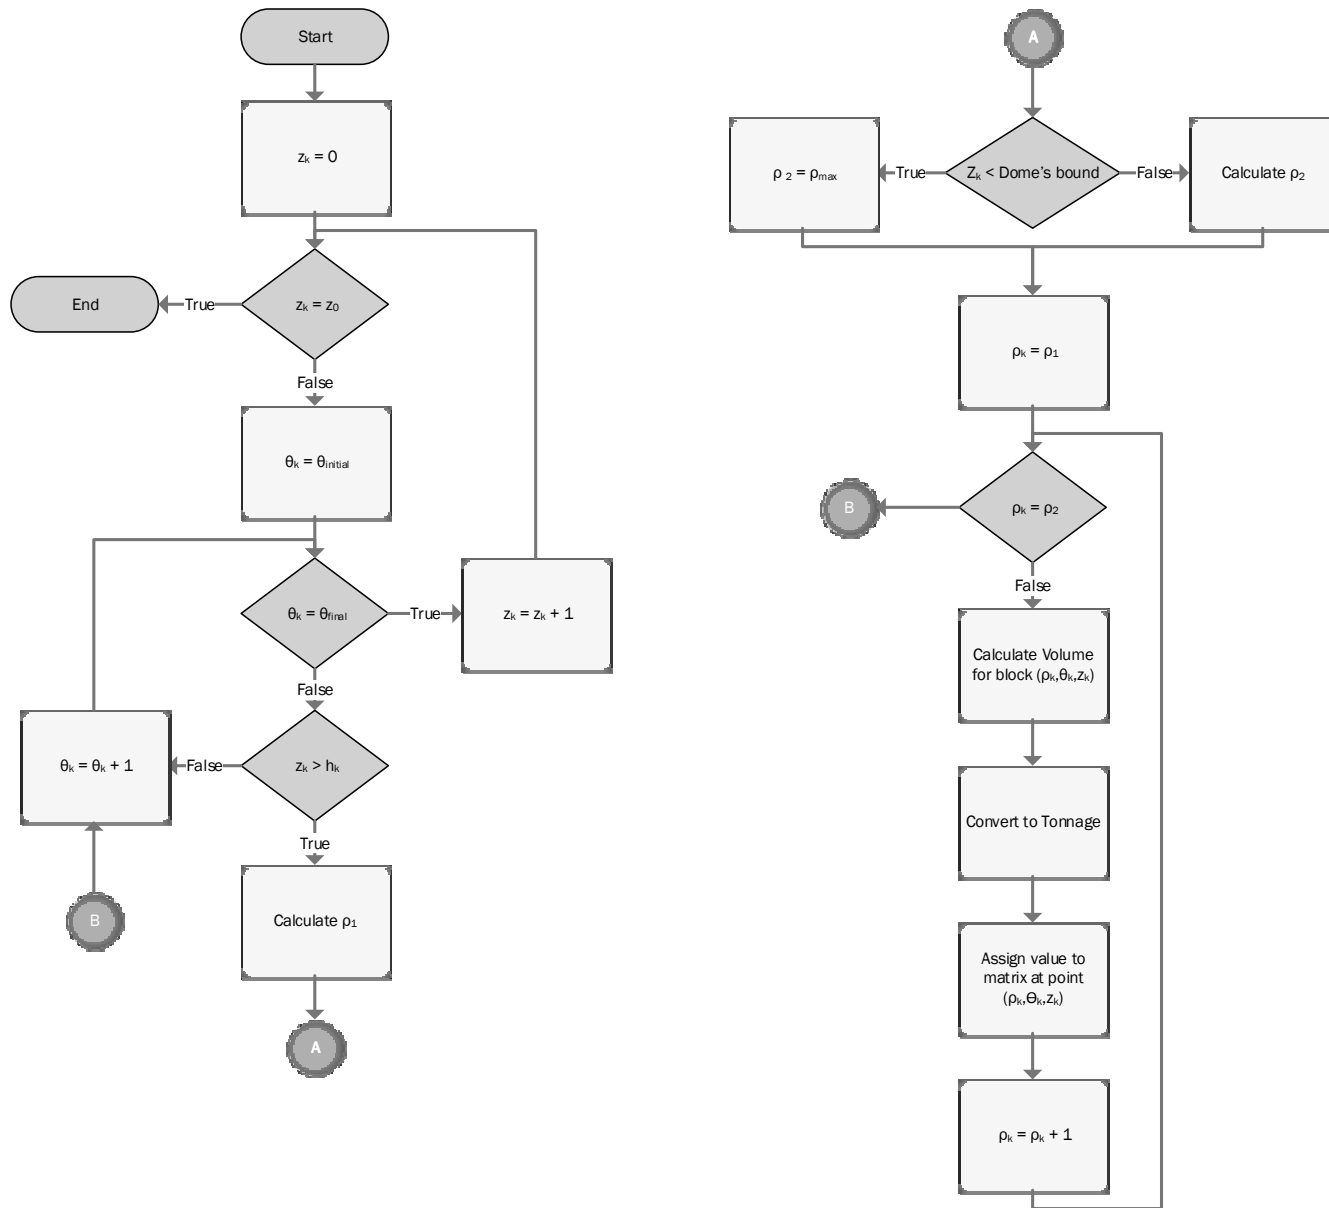 Start
zₖ = 0
zₖ = z₀
True
End
False
θₖ = θinitial
θₖ = θfinal
True
zₖ = zₖ + 1
False
zₖ > hₖ
False
θₖ = θₖ + 1
B
True
Calculate ρ₁
A
A
Zₖ < Dome's bound
True
ρ ₂ = ρmax
False
Calculate ρ₂
ρₖ = ρ₁
ρₖ = ρ₂
B
False
Calculate Volume
for block (ρₖ,θₖ,zₖ)
Convert to Tonnage
Assign value to
matrix at point
(ρₖ,Θₖ,zₖ)
ρₖ = ρₖ + 1